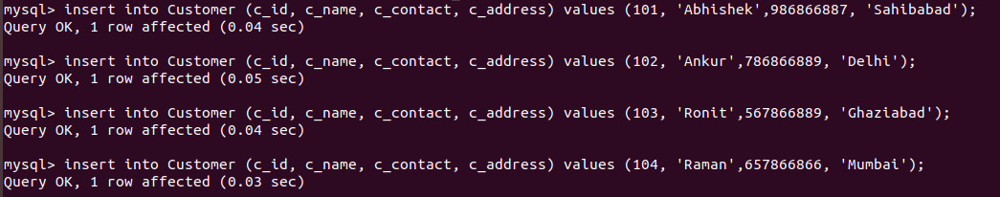 mysql> insert into Customer (c_id, c_name, c_contact, c_address) values (101, 'Abhishek',986866887, 'Sahibabad');
Query OK, 1 row affected (0.04 sec)
mysql> insert into Customer (c_id, c_name, c_contact, c_address) values (102, 'Ankur',786866889, 'Delhi');
Query OK, 1 row affected (0.05 sec)
mysql> insert into Customer (c_id, c_name, c_contact, c_address) values (103, 'Ronit',567866889, 'Ghaziabad');
Query OK, 1 row affected (0.04 sec)
mysql> insert into Customer (c_id, c_name, c_contact, c_address) values (104, 'Raman',657866866, 'Mumbai');
Query OK, 1 row affected (0.03 sec)